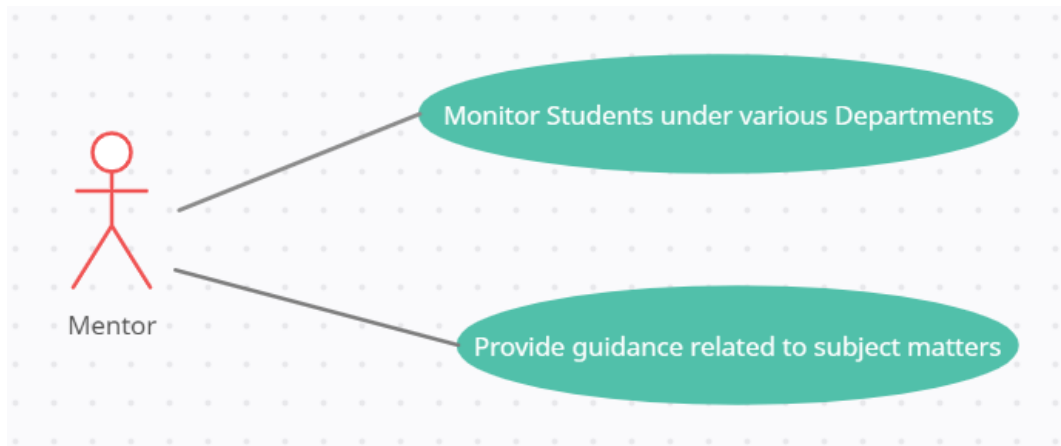 Monitor Students under various Departments
Mentor
Provide guidance related to subject matters